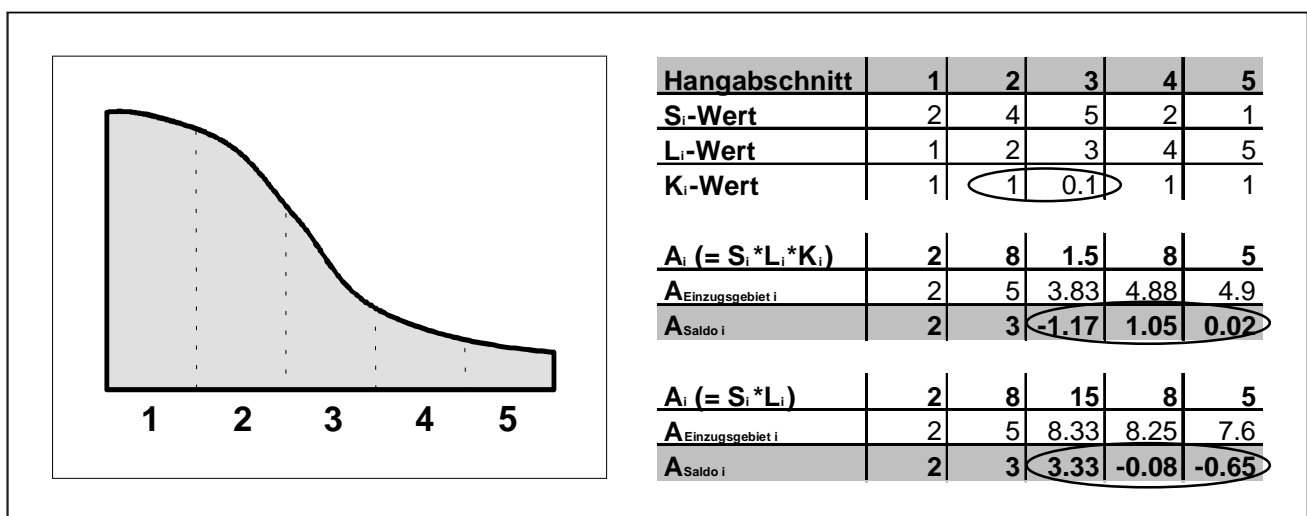 1 2 3 4 5
Hangabschnitt 1 2 3 4 5
Si-Wert 2 4 5 2 1
Li-Wert 1 2 3 4 5
Ki-Wert 1 1 0.1 1 1
Ai (= Si*Li*Ki) 2 8 1.5 8 5
AEinzugsgebiet i 2 5 3.83 4.88 4.9
ASaldo i 2 3 -1.17 1.05 0.02
Ai (= Si*Li) 2 8 15 8 5
AEinzugsgebiet i 2 5 8.33 8.25 7.6
ASaldo i 2 3 3.33 -0.08 -0.65